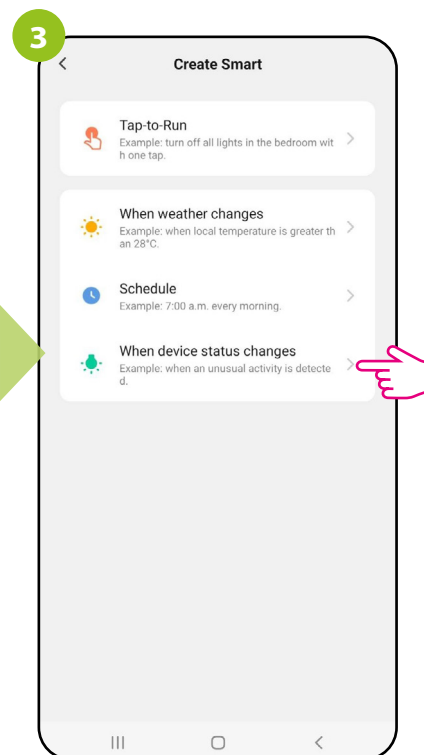 3
Create Smart
Tap-to-Run
Example: turn off all lights in the bedroom wit
h one tap.
When weather changes
Example: when local temperature is greater th
an 28°C.
Schedule
Example: 7:00 a.m. every morning.
When device status changes
Example: when an unusual activity is detecte
d.